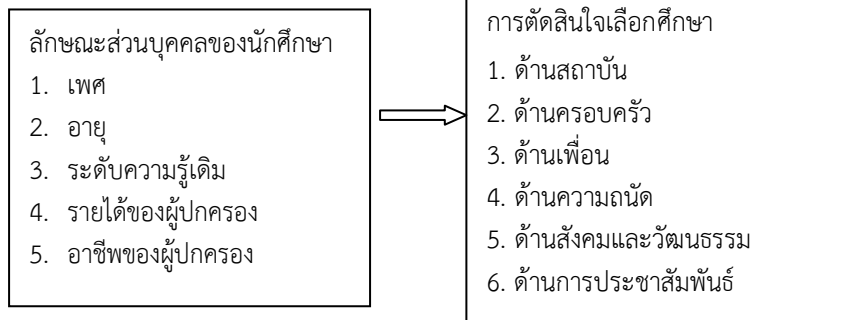 ลักษณะส่วนบุคคลของนักศึกษา
1. เพศ
2. อายุ
3. ระดับความรู้เดิม
4. รายได้ของผู้ปกครอง
5. อาชีพของผู้ปกครอง
การตัดสินใจเลือกศึกษา
1. ด้านสถาบัน
2. ด้านครอบครัว
3. ด้านเพื่อน
4. ด้านความถนัด
5. ด้านสังคมและวัฒนธรรม
6. ด้านการประชาสัมพันธ์